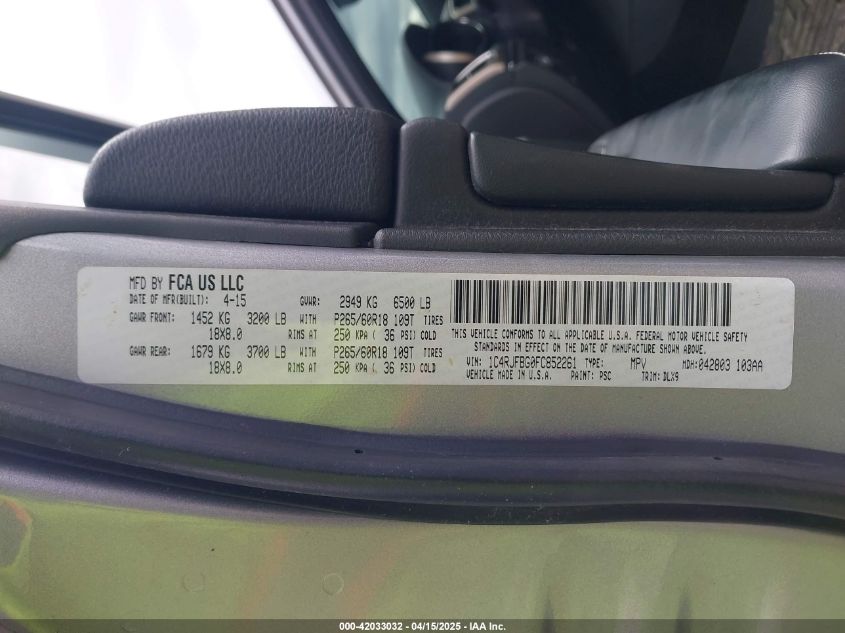 MFD BY FCA US LLC
DATE OF MFR(BUILT): 4-15 GVWR: 2949 KG 6500 LB
GAWR FRONT: 1452 KG 3200 LB WITH P265/60R18 109T TIRES
18X8.0 RIMS AT 250 KPA ( 36 PSI) COLD
GAWR REAR: 1679 KG 3700 LB WITH P265/60R18 109T TIRES
18X8.0 RIMS AT 250 KPA ( 36 PSI) COLD
THIS VEHICLE CONFORMS TO ALL APPLICABLE U.S.A. FEDERAL MOTOR VEHICLE SAFETY
STANDARDS IN EFFECT ON THE DATE OF MANUFACTURE SHOWN ABOVE.
VIN: 1C4RJFBG0FC852261 TYPE: MPV MDH:042803 103AA
VEHICLE MADE IN U.S.A. PAINT: PSC TRIM: DLX9
000-42033032 - 04/15/2025 - IAA Inc.